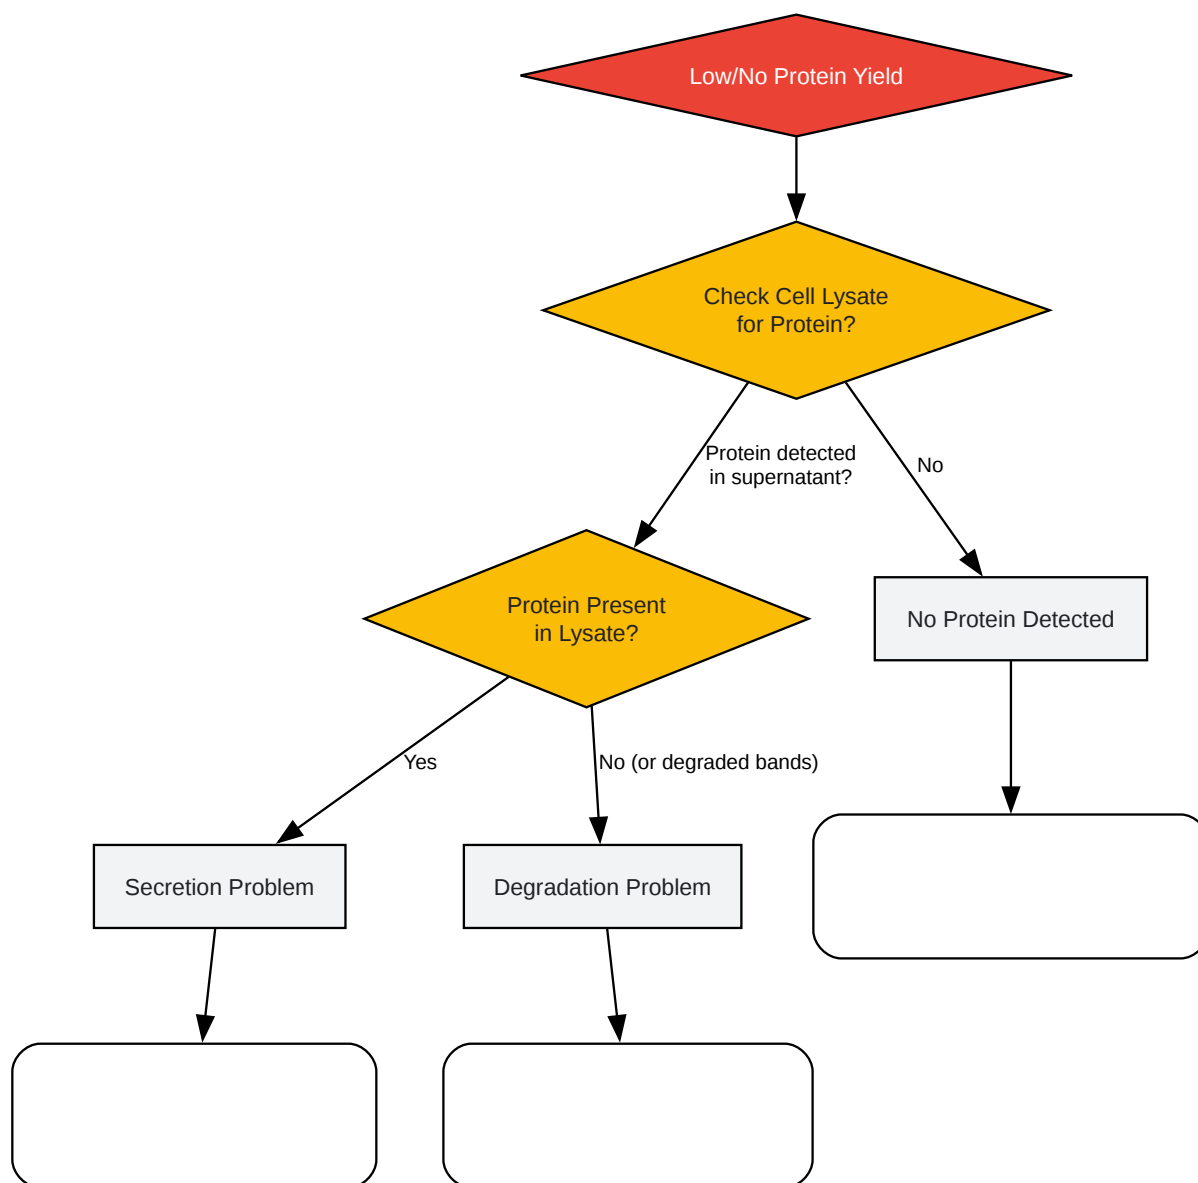 Low/No Protein Yield
Check Cell Lysate
for Protein?
Protein detected
in supernatant?
No
Protein Present
in Lysate?
No Protein Detected
Yes
No (or degraded bands)
Secretion Problem
Degradation Problem